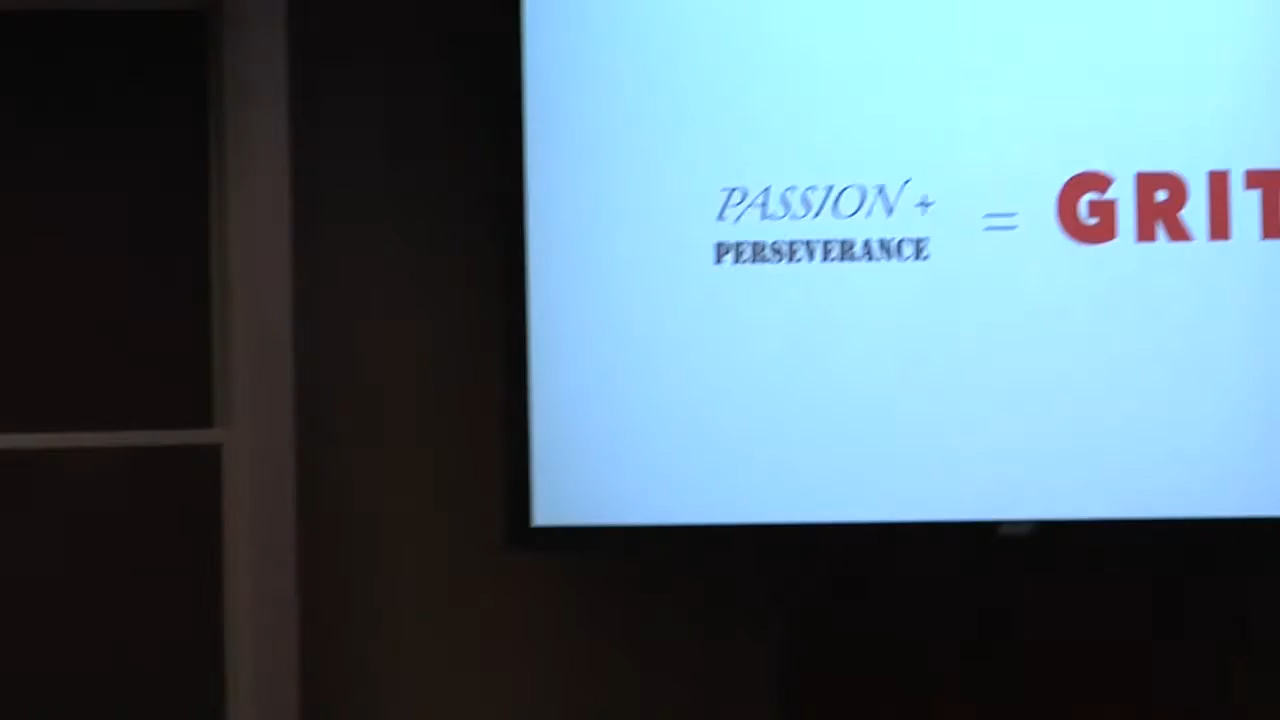 PASSION +
PERSEVERANCE
= GRIT